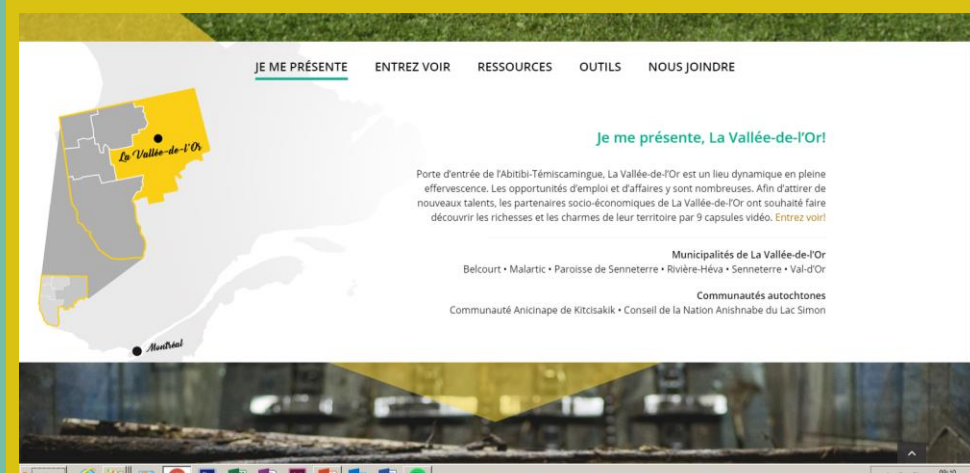 JE ME PRÉSENTE ENTREZ VOIR RESSOURCES OUTILS NOUS JOINDRE
La Vallée-de-l'Or
Je me présente, La Vallée-de-l'Or!
Porte d'entrée de l'Abitibi-Témiscamingue, La Vallée-de-l'Or est un lieu dynamique en pleine
effervescence. Les opportunités d'emploi et d'affaires y sont nombreuses. Afin d'attirer de
nouveaux talents, les partenaires socio-économiques de La Vallée-de-l'Or ont souhaité faire
découvrir les richesses et les charmes de leur territoire par 9 capsules vidéo. Entrez voir!
Municipalités de La Vallée-de-l'Or
Belcourt • Malartic • Paroisse de Senneterre • Rivière-Héva • Senneterre • Val-d'Or
Communautés autochtones
Communauté Anicinape de Kitcisakik • Conseil de la Nation Anishnabe du Lac Simon
Montréal